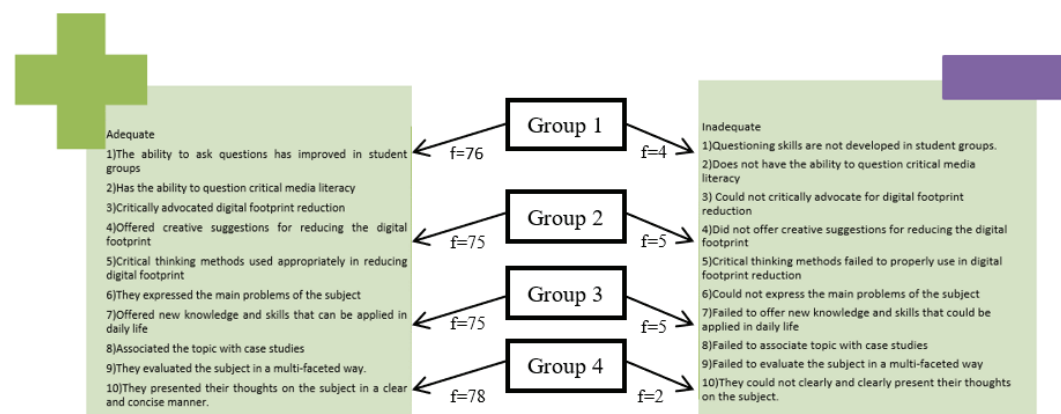 Adequate
1)The ability to ask questions has improved in student
groups
2)Has the ability to question critical media literacy
3)Critically advocated digital footprint reduction
4)Offered creative suggestions for reducing the digital
footprint
5)Critical thinking methods used appropriately in reducing
digital footprint
6)They expressed the main problems of the subject
7)Offered new knowledge and skills that can be applied in
daily life
8)Associated the topic with case studies
9)They evaluated the subject in a multi-faceted way.
10)They presented their thoughts on the subject in a clear
and concise manner.
Group 1
f=76
f=4
Group 2
f=75
f=5
Group 3
f=75
f=5
Group 4
f=78
f=2
Inadequate
1)Questioning skills are not developed in student groups.
2)Does not have the ability to question critical media
literacy
3) Could not critically advocate for digital footprint
reduction
4)Did not offer creative suggestions for reducing the digital
footprint
5)Critical thinking methods failed to properly use in digital
footprint reduction
6)Could not express the main problems of the subject
7)Failed to offer new knowledge and skills that could be
applied in daily life
8)Failed to associate topic with case studies
9)Failed to evaluate the subject in a multi-faceted way
10)They could not clearly and clearly present their thoughts
on the subject.